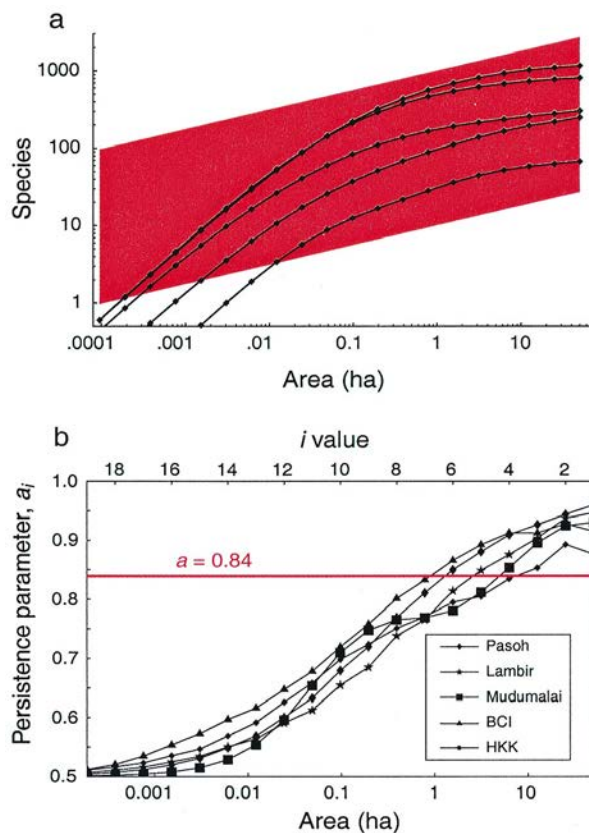 a
1000
100
10
1
Species
.0001
.001
.01
0.1
1
10
Area (ha)
b
i value
18
16
14
12
10
8
6
4
2
1.0
0.9
0.8
0.7
0.6
0.5
Persistence parameter, ai
a = 0.84
Pasoh
Lambir
Mudumalai
BCI
HKK
0.001
0.01
0.1
1
10
Area (ha)